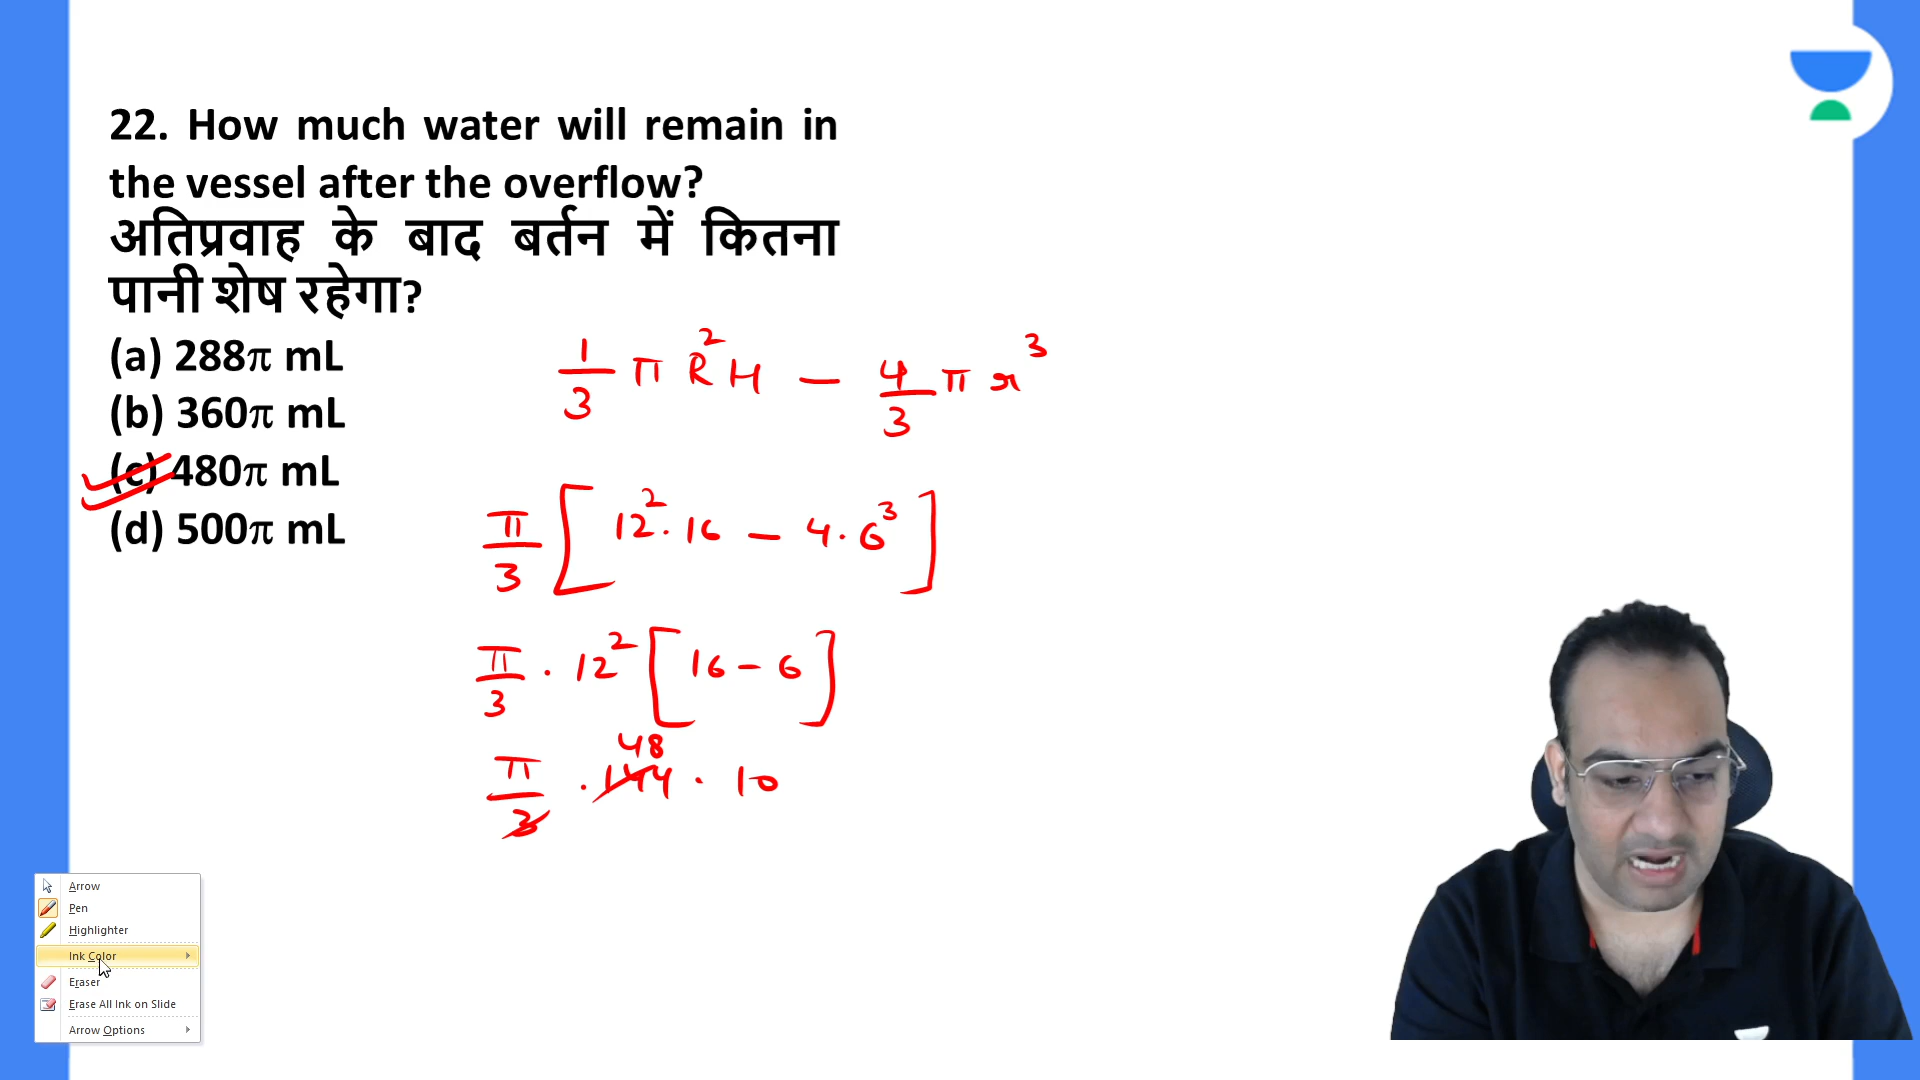 22. How much water will remain in
the vessel after the overflow?
अतिप्रवाह के बाद बर्तन में कितना
पानी शेष रहेगा?
(a) 288π mL
(b) 360π mL
(c) 480π mL
(d) 500π mL
1/3 π R² H − 4/3 π r³
π/3 [ 12² · 16 − 4 · 6³ ]
π/3 · 12² [ 16 − 6 ]
48
π/3 · 144 · 10
Arrow
Pen
Highlighter
Ink Color
Eraser
Erase All Ink on Slide
Arrow Options